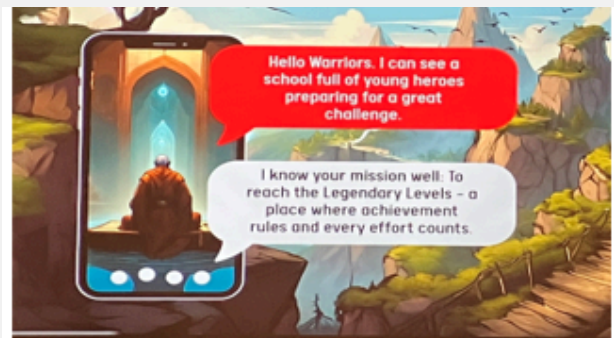 Hello Warriors. I can see a
school full of young heroes
preparing for a great
challenge.
I know your mission well: To
reach the Legendary Levels – a
place where achievement
rules and every effort counts.